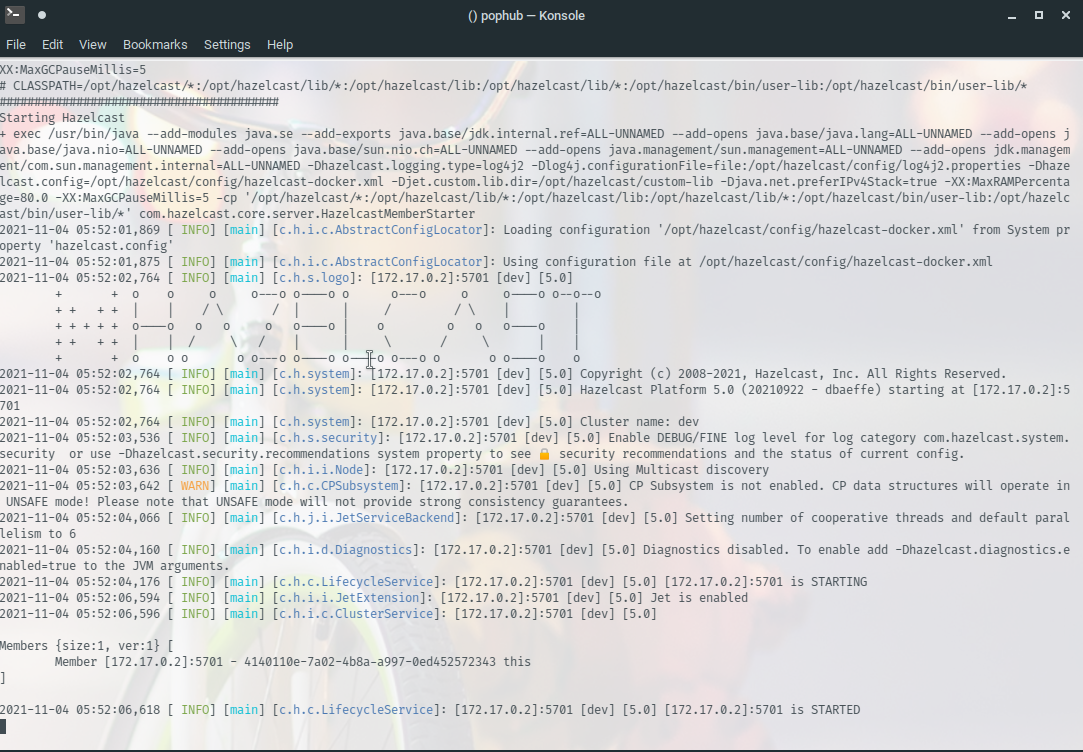 () pophub — Konsole
File Edit View Bookmarks Settings Help
XX:MaxGCPauseMillis=5
# CLASSPATH=/opt/hazelcast/*:/opt/hazelcast/lib/*:/opt/hazelcast/lib:/opt/hazelcast/lib/*:/opt/hazelcast/lib:/opt/hazelcast/bin/user-lib:/opt/hazelcast/bin/user-lib/*
########################################
Starting Hazelcast
+ exec /usr/bin/java --add-modules java.se --add-exports java.base/jdk.internal.ref=ALL-UNNAMED --add-opens java.base/java.lang=ALL-UNNAMED --add-opens j
ava.base/java.nio=ALL-UNNAMED --add-opens java.base/sun.nio.ch=ALL-UNNAMED --add-opens java.management/sun.management=ALL-UNNAMED --add-opens jdk.managem
ent/com.sun.management.internal=ALL-UNNAMED -Dhazelcast.logging.type=log4j2 -Dlog4j.configurationFile=file:/opt/hazelcast/config/log4j2.properties -Dhaze
lcast.config=/opt/hazelcast/config/hazelcast-docker.xml -Djet.custom.lib.dir=/opt/hazelcast/custom-lib -Djava.net.preferIPv4Stack=true -XX:MaxRAMPercenta
ge=80.0 -XX:MaxGCPauseMillis=5 -cp '/opt/hazelcast/*:/opt/hazelcast/lib/*:/opt/hazelcast/lib:/opt/hazelcast/lib/*:/opt/hazelcast/bin/user-lib:/opt/hazelc
ast/bin/user-lib/*' com.hazelcast.core.server.HazelcastMemberStarter
2021-11-04 05:52:01,869 [ INFO] [main] [c.h.i.c.AbstractConfigLocator]: Loading configuration '/opt/hazelcast/config/hazelcast-docker.xml' from System pr
operty 'hazelcast.config'
2021-11-04 05:52:01,875 [ INFO] [main] [c.h.i.c.AbstractConfigLocator]: Using configuration file at /opt/hazelcast/config/hazelcast-docker.xml
2021-11-04 05:52:02,764 [ INFO] [main] [c.h.s.logo]: [172.17.0.2]:5701 [dev] [5.0]
2021-11-04 05:52:02,764 [ INFO] [main] [c.h.system]: [172.17.0.2]:5701 [dev] [5.0] Copyright (c) 2008-2021, Hazelcast, Inc. All Rights Reserved.
2021-11-04 05:52:02,764 [ INFO] [main] [c.h.system]: [172.17.0.2]:5701 [dev] [5.0] Hazelcast Platform 5.0 (20210922 - dbaeffe) starting at [172.17.0.2]:5
701
2021-11-04 05:52:02,764 [ INFO] [main] [c.h.system]: [172.17.0.2]:5701 [dev] [5.0] Cluster name: dev
2021-11-04 05:52:03,536 [ INFO] [main] [c.h.s.security]: [172.17.0.2]:5701 [dev] [5.0] Enable DEBUG/FINE log level for log category com.hazelcast.system.
security  or use -Dhazelcast.security.recommendations system property to see 🔒 security recommendations and the status of current config.
2021-11-04 05:52:03,636 [ INFO] [main] [c.h.i.i.Node]: [172.17.0.2]:5701 [dev] [5.0] Using Multicast discovery
2021-11-04 05:52:03,642 [ WARN] [main] [c.h.c.CPSubsystem]: [172.17.0.2]:5701 [dev] [5.0] CP Subsystem is not enabled. CP data structures will operate in
UNSAFE mode! Please note that UNSAFE mode will not provide strong consistency guarantees.
2021-11-04 05:52:04,066 [ INFO] [main] [c.h.j.i.JetServiceBackend]: [172.17.0.2]:5701 [dev] [5.0] Setting number of cooperative threads and default paral
lelism to 6
2021-11-04 05:52:04,160 [ INFO] [main] [c.h.i.d.Diagnostics]: [172.17.0.2]:5701 [dev] [5.0] Diagnostics disabled. To enable add -Dhazelcast.diagnostics.e
nabled=true to the JVM arguments.
2021-11-04 05:52:04,176 [ INFO] [main] [c.h.c.LifecycleService]: [172.17.0.2]:5701 [dev] [5.0] [172.17.0.2]:5701 is STARTING
2021-11-04 05:52:06,594 [ INFO] [main] [c.h.i.i.JetExtension]: [172.17.0.2]:5701 [dev] [5.0] Jet is enabled
2021-11-04 05:52:06,596 [ INFO] [main] [c.h.i.c.ClusterService]: [172.17.0.2]:5701 [dev] [5.0]
Members {size:1, ver:1} [
Member [172.17.0.2]:5701 - 4140110e-7a02-4b8a-a997-0ed452572343 this
]
2021-11-04 05:52:06,618 [ INFO] [main] [c.h.c.LifecycleService]: [172.17.0.2]:5701 [dev] [5.0] [172.17.0.2]:5701 is STARTED